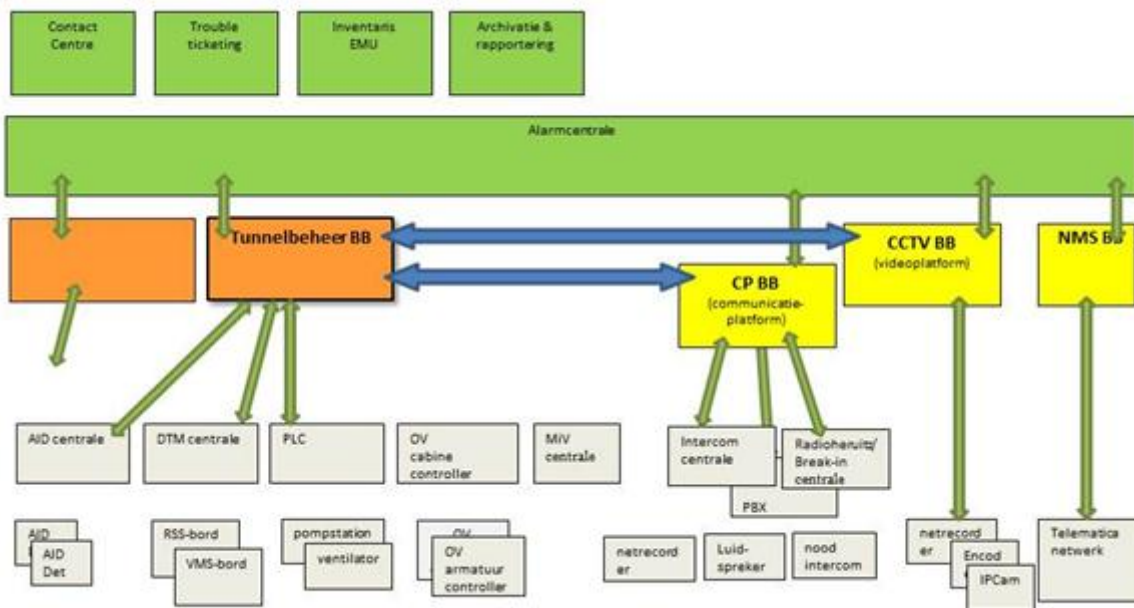 Contact
Centre
Trouble
ticketing
Inventaris
EMU
Archivatie &
rapportering
Alarmcentrale
Tunnelbeheer BB
CCTV BB
(videoplatform)
NMS BB
CP BB
(communicatie-
platform)
AID centrale
DTM centrale
PLC
OV
cabine
controller
MIV
centrale
Intercom
centrale
Radioheruitz/
Break-in
centrale
PBX
AID
AID
Det
RSS-bord
VMS-bord
pompstation
ventilator
OV
OV
armatuur
controller
netrecord
er
Luid-
spreker
nood
intercom
netrecord
er
Encod
IPCam
Telematica
netwerk